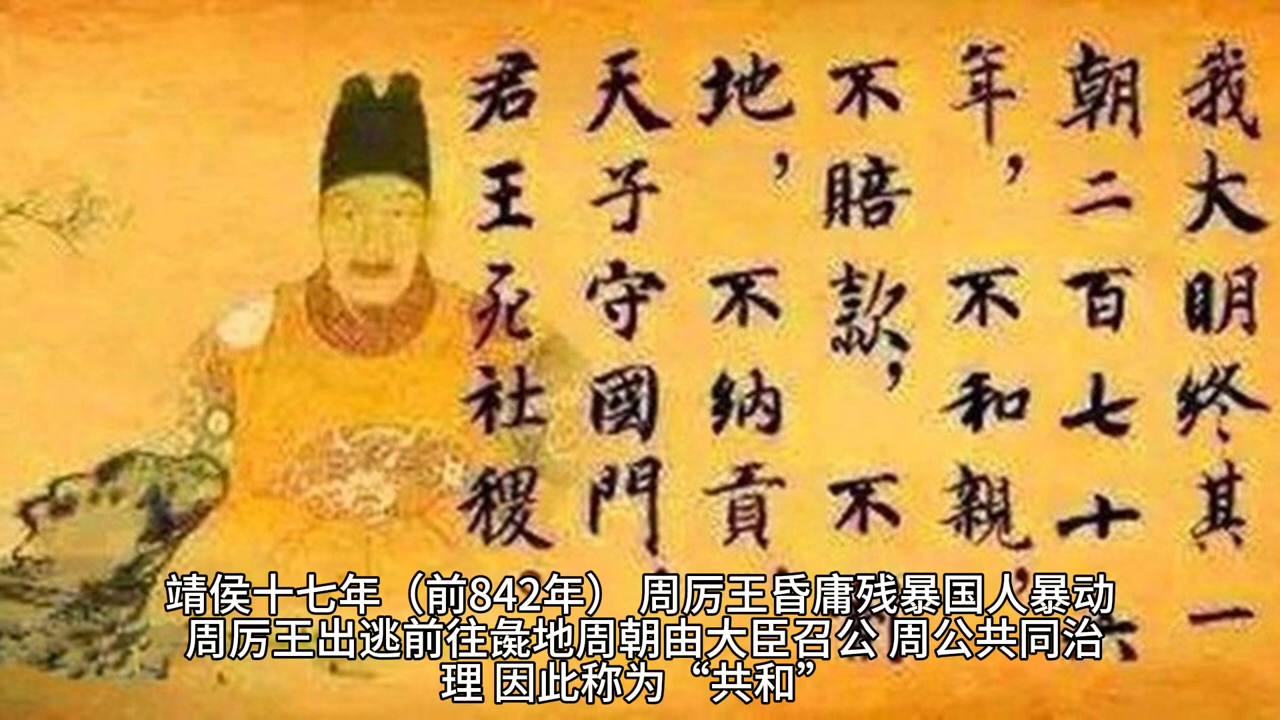 我大明终其一
朝二百七十六
年，不和親，
不賠款，不
地，不纳貢，
天子守國門，
君王死社稷，
靖侯十七年（前842年） 周厉王昏庸残暴国人暴动
周厉王出逃前往彘地周朝由大臣召公 周公共同治
理 因此称为“共和”